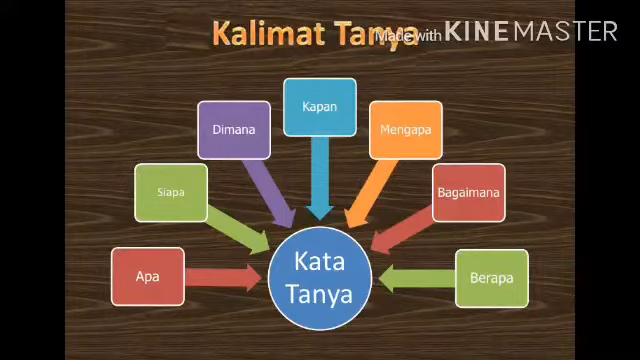 Kalimat Tanya
Made with KINEMASTER
Kapan
Dimana
Mengapa
Siapa
Bagaimana
Apa
Kata
Tanya
Berapa